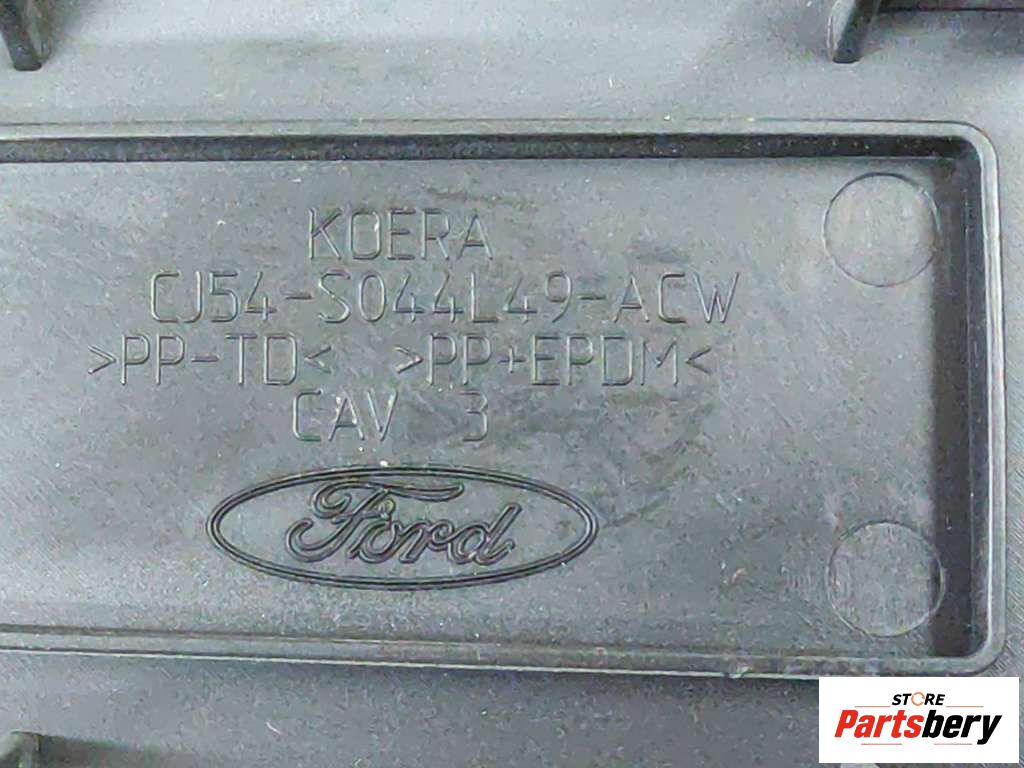 KOERA
CJ54-S044L49-ACW
>PP-TD< >PP+EPDM<
CAV 3
Ford
STORE
Partsbery